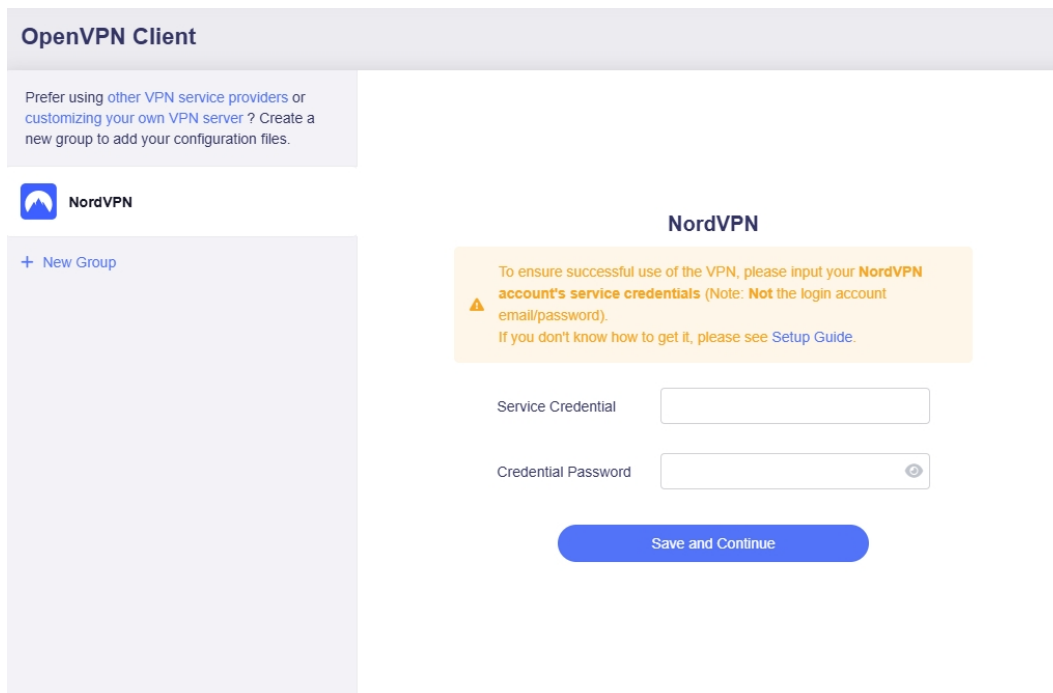 OpenVPN Client
Prefer using other VPN service providers or
customizing your own VPN server ? Create a
new group to add your configuration files.
NordVPN
+ New Group
NordVPN
To ensure successful use of the VPN, please input your NordVPN
account's service credentials (Note: Not the login account
email/password).
If you don't know how to get it, please see Setup Guide.
Service Credential
Credential Password
Save and Continue